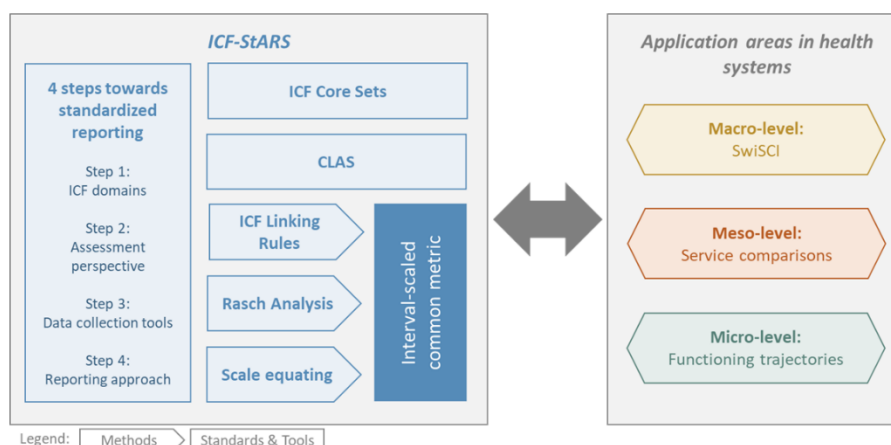 ICF-StARS
4 steps towards
standardized
reporting
Step 1:
ICF domains
Step 2:
Assessment
perspective
Step 3:
Data collection tools
Step 4:
Reporting approach
ICF Core Sets
CLAS
ICF Linking
Rules
Rasch Analysis
Scale equating
Interval-scaled
common metric
Application areas in health
systems
Macro-level:
SwiSCI
Meso-level:
Service comparisons
Micro-level:
Functioning trajectories
Legend:
Methods
Standards & Tools